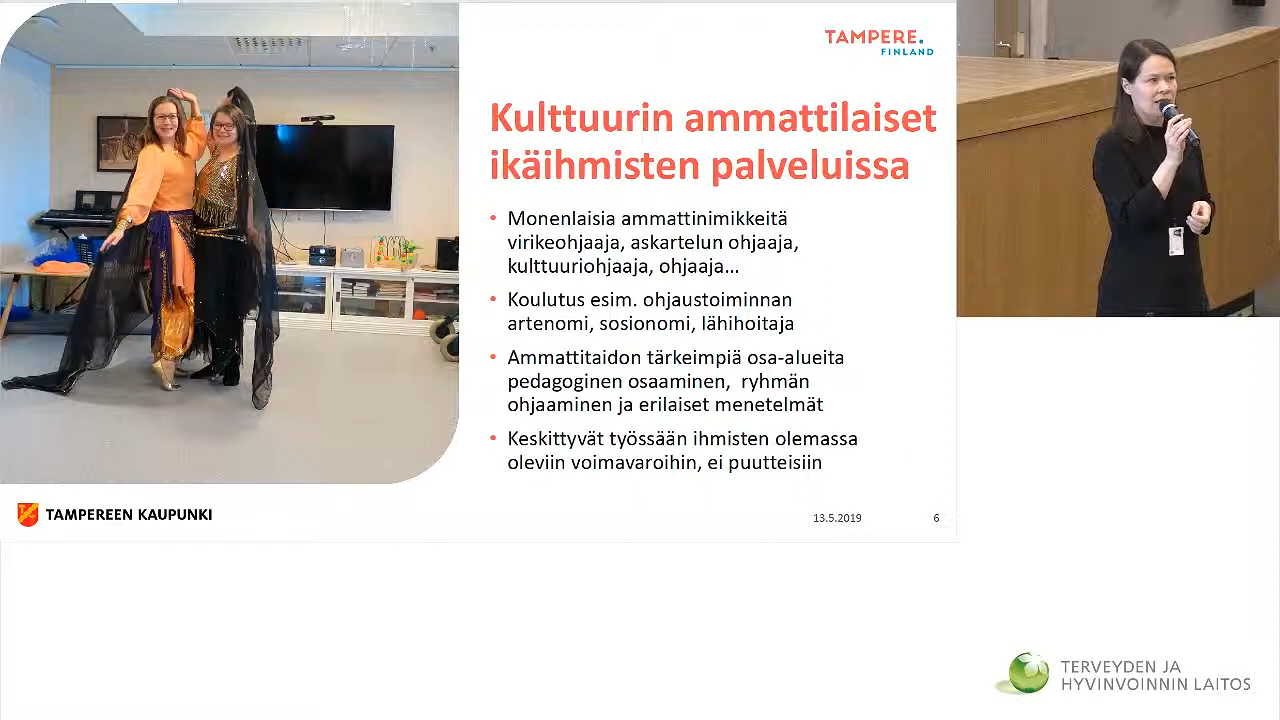 TAMPERE.
FINLAND
Kulttuurin ammattilaiset
ikäihmisten palveluissa
• Monenlaisia ammattinimikkeitä
virikeohjaaja, askartelun ohjaaja,
kulttuuriohjaaja, ohjaaja…
• Koulutus esim. ohjaustoiminnan
artenomi, sosionomi, lähihoitaja
• Ammattitaidon tärkeimpiä osa-alueita
pedagoginen osaaminen,  ryhmän
ohjaaminen ja erilaiset menetelmät
• Keskittyvät työssään ihmisten olemassa
oleviin voimavaroihin, ei puutteisiin
TAMPEREEN KAUPUNKI
13.5.2019
6
TERVEYDEN JA
HYVINVOINNIN LAITOS